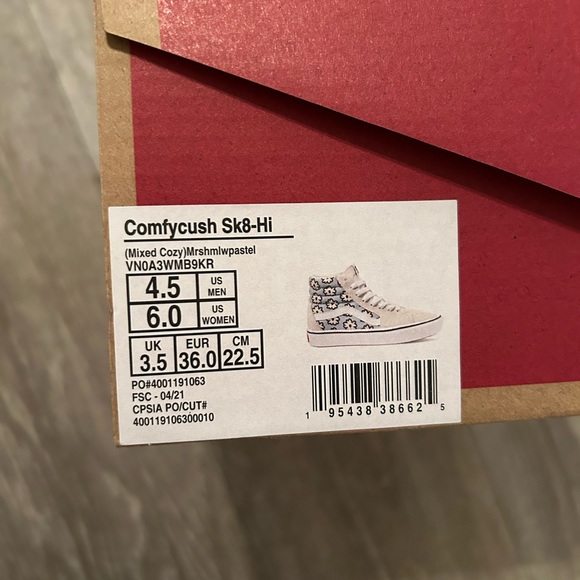 Comfycush Sk8-Hi
(Mixed Cozy)Mrshmlwpastel
VN0A3WMB9KR
4.5 US MEN
6.0 US WOMEN
UK EUR CM
3.5 36.0 22.5
PO#4001191063
FSC - 04/21
CPSIA PO/CUT#
400119106300010
1 95438 38662 5